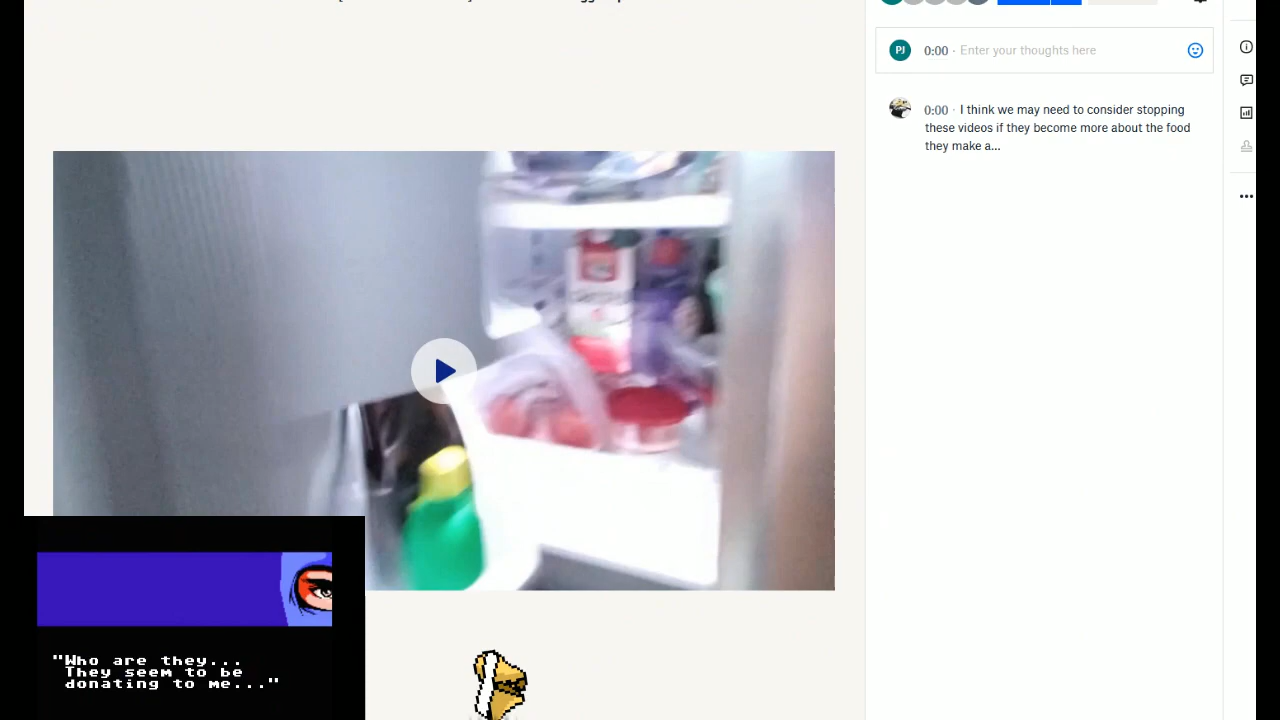 PJ
0:00 · Enter your thoughts here
0:00 · I think we may need to consider stopping
these videos if they become more about the food
they make a...
"Who are they...
They seem to be
donating to me..."